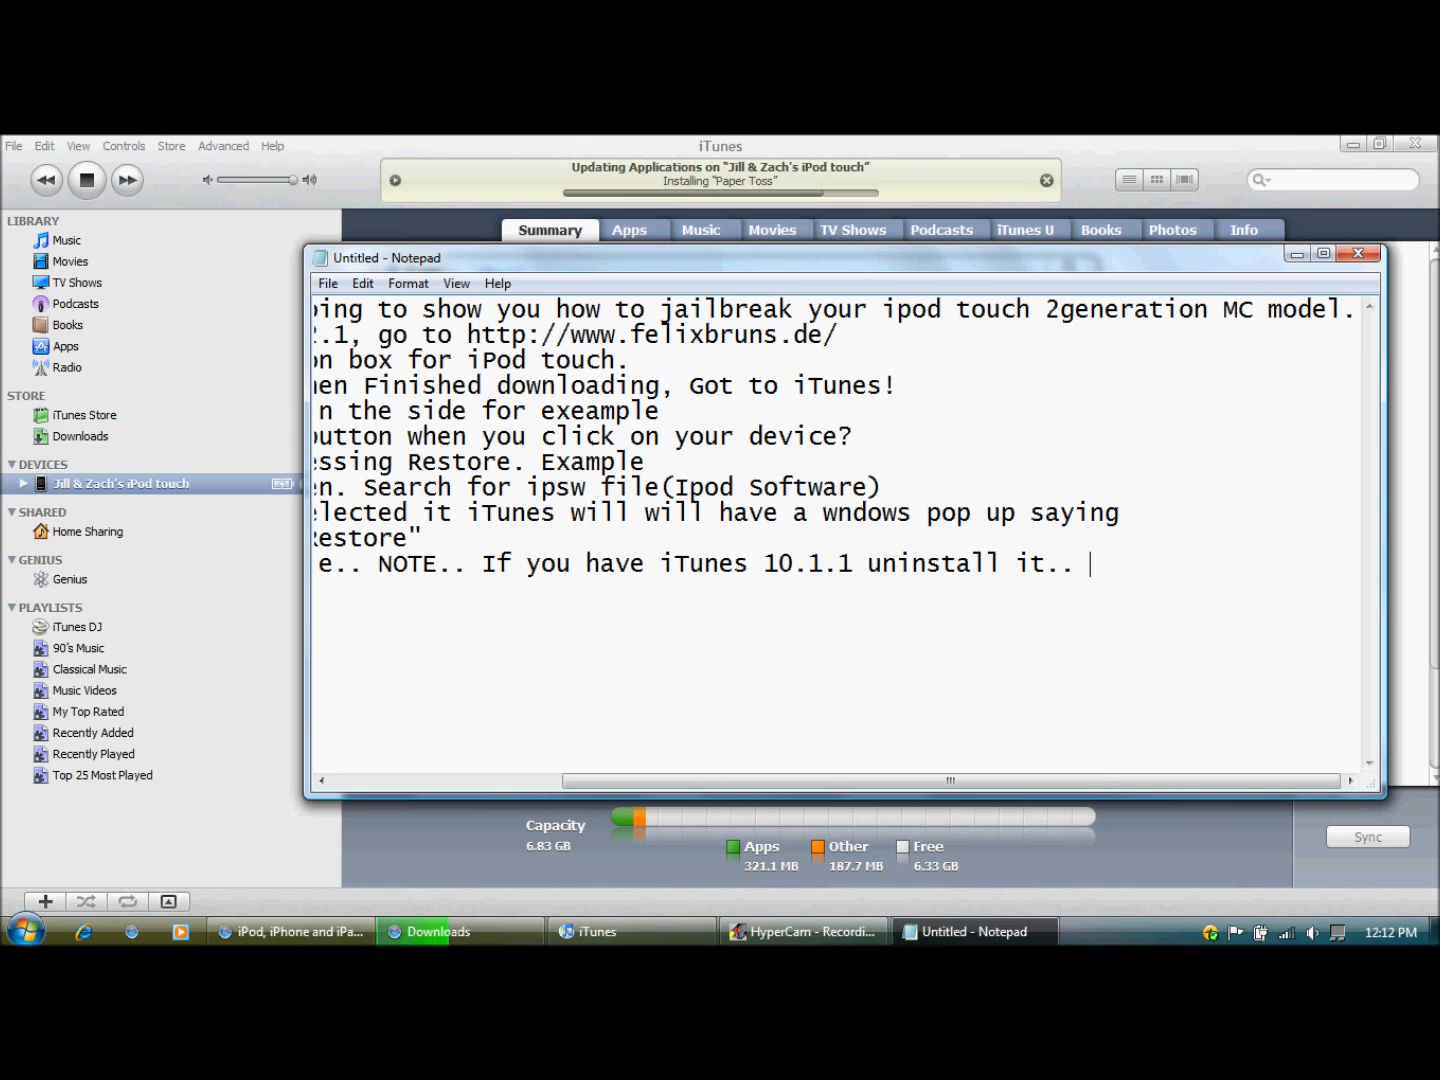 File Edit View Controls Store Advanced Help
iTunes
Updating Applications on "Jill & Zach's iPod touch"
Installing "Paper Toss"
LIBRARY
Music
Movies
TV Shows
Podcasts
Books
Apps
Radio
STORE
iTunes Store
Downloads
DEVICES
Jill & Zach's iPod touch
SHARED
Home Sharing
GENIUS
Genius
PLAYLISTS
iTunes DJ
90's Music
Classical Music
Music Videos
My Top Rated
Recently Added
Recently Played
Top 25 Most Played
Summary Apps Music Movies TV Shows Podcasts iTunes U Books Photos Info
Untitled - Notepad
File Edit Format View Help
ing to show you how to jailbreak your ipod touch 2generation MC model.
.1, go to http://www.felixbruns.de/
on box for iPod touch.
en Finished downloading, Got to iTunes!
n the side for exeample
button when you click on your device?
essing Restore. Example
en. Search for ipsw file(Ipod Software)
elected it iTunes will will have a wndows pop up saying
Restore"
e.. NOTE.. If you have iTunes 10.1.1 uninstall it..
Capacity
6.83 GB
Apps
321.1 MB
Other
187.7 MB
Free
6.33 GB
Sync
iPod, iPhone and iPa... Downloads iTunes HyperCam - Recordi... Untitled - Notepad 12:12 PM